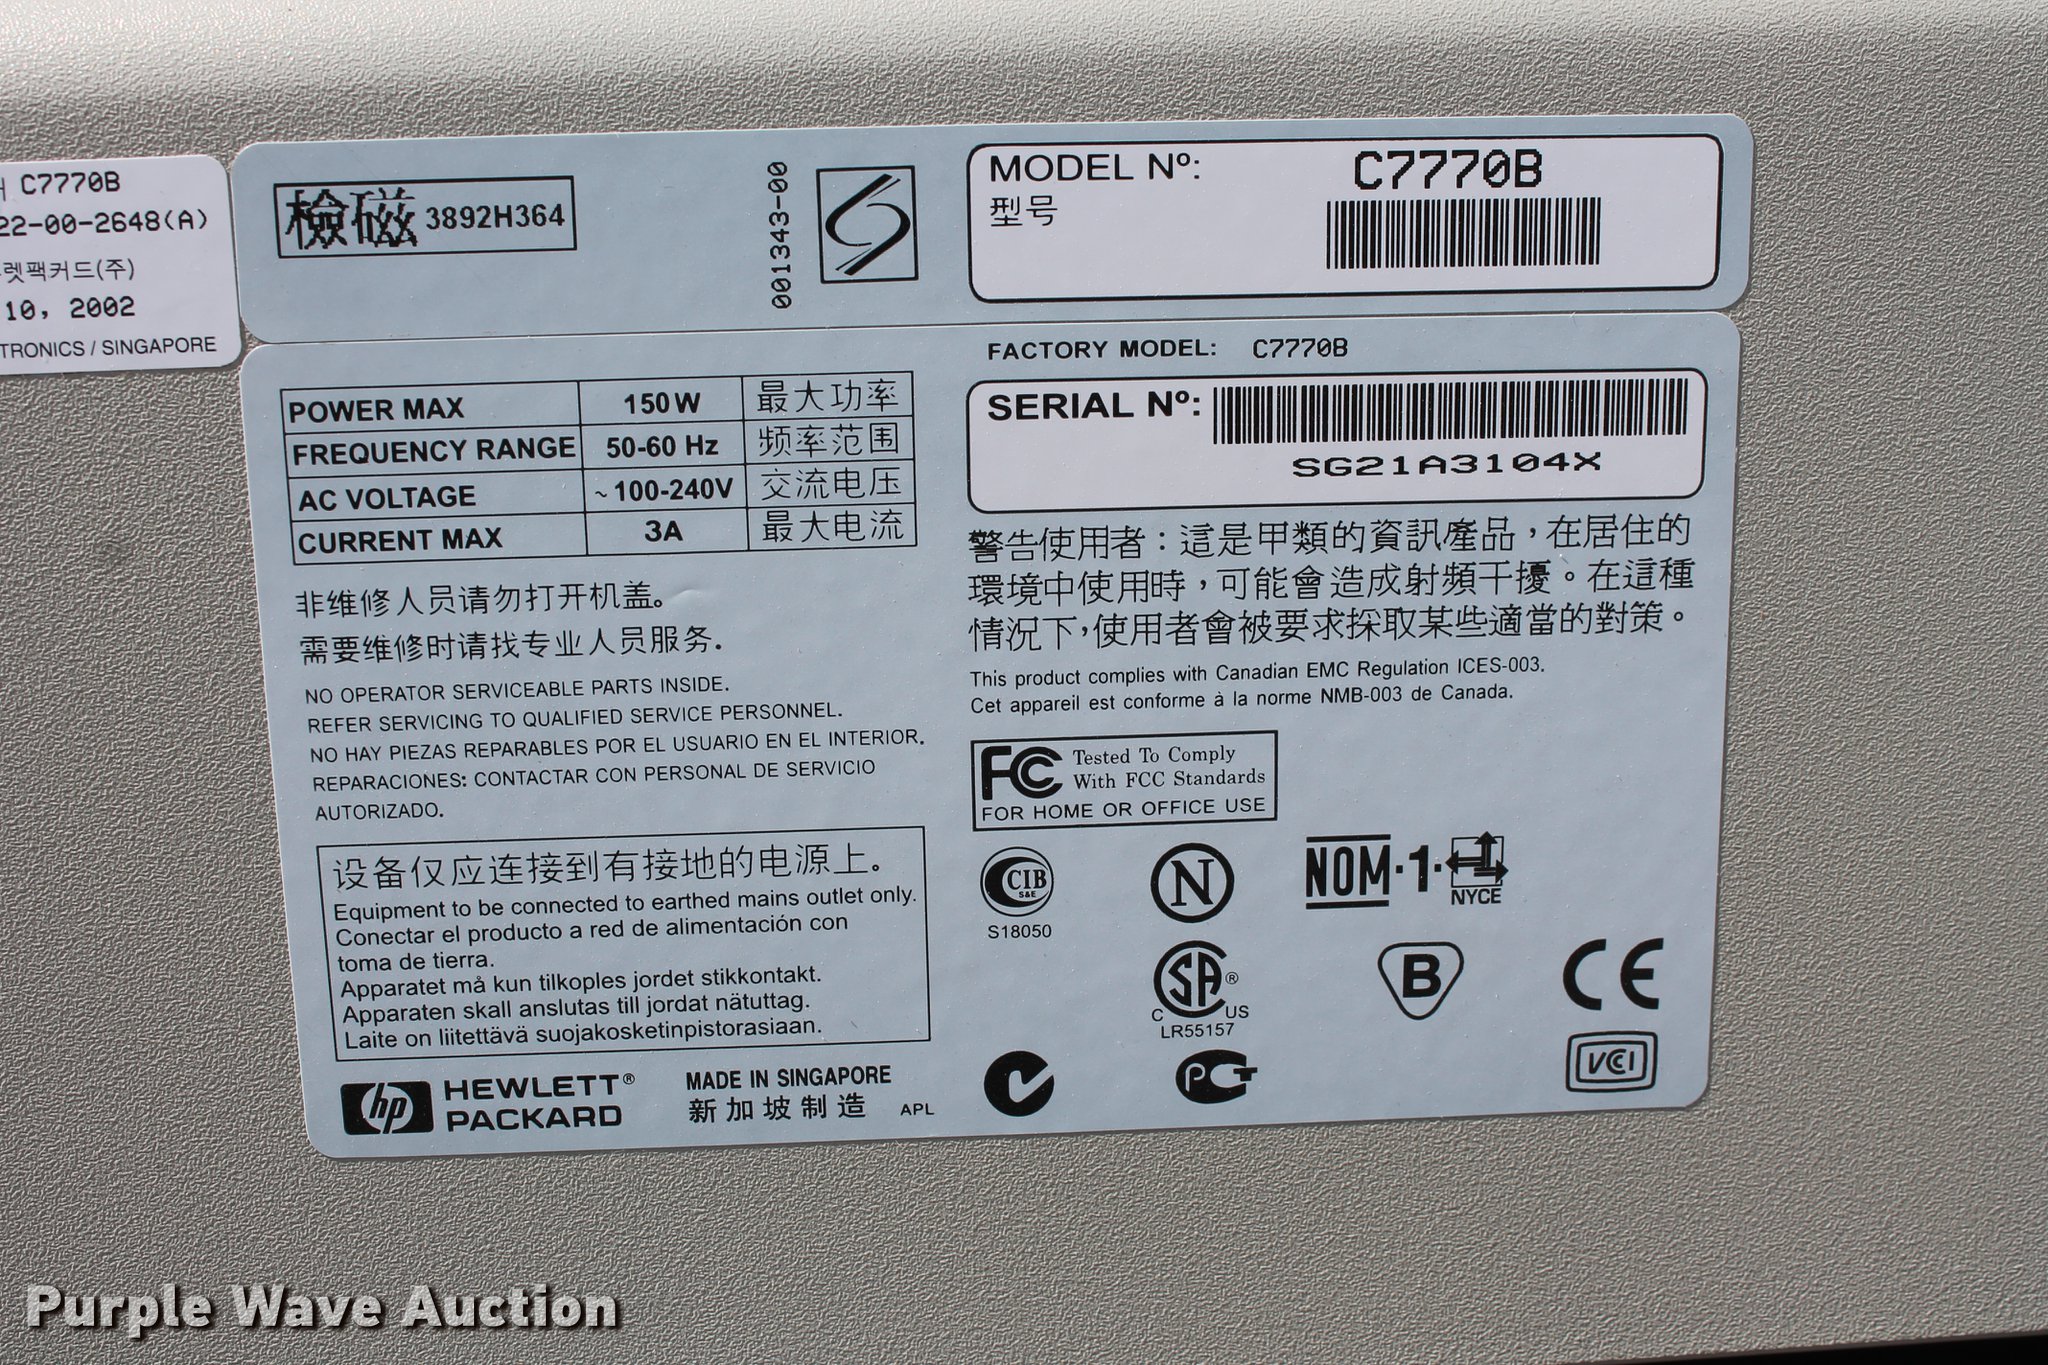 C7770B
22-00-2648(A)
렛팩커드(주)
10, 2002
TRONICS / SINGAPORE
檢磁 3892H364
001343-00
MODEL Nº: C7770B
型号
FACTORY MODEL: C7770B
SERIAL Nº:
SG21A3104X
POWER MAX 150W 最大功率
FREQUENCY RANGE 50-60 Hz 频率范围
AC VOLTAGE ~100-240V 交流电压
CURRENT MAX 3A 最大电流
非维修人员请勿打开机盖。
需要维修时请找专业人员服务.
NO OPERATOR SERVICEABLE PARTS INSIDE.
REFER SERVICING TO QUALIFIED SERVICE PERSONNEL.
NO HAY PIEZAS REPARABLES POR EL USUARIO EN EL INTERIOR.
REPARACIONES: CONTACTAR CON PERSONAL DE SERVICIO
AUTORIZADO.
设备仅应连接到有接地的电源上。
Equipment to be connected to earthed mains outlet only.
Conectar el producto a red de alimentación con
toma de tierra.
Apparatet må kun tilkoples jordet stikkontakt.
Apparaten skall anslutas till jordat nätuttag.
Laite on liitettävä suojakosketinpistorasiaan.
hp HEWLETT®
PACKARD
MADE IN SINGAPORE
新加坡制造 APL
警告使用者：這是甲類的資訊產品，在居住的
環境中使用時，可能會造成射頻干擾。在這種
情況下，使用者會被要求採取某些適當的對策。
This product complies with Canadian EMC Regulation ICES-003.
Cet appareil est conforme à la norme NMB-003 de Canada.
FC Tested To Comply
With FCC Standards
FOR HOME OR OFFICE USE
CIB
S&E
S18050
N
NOM·1·
NYCE
SA®
C US
LR55157
B
CE
PCT
VCCI
Purple Wave Auction